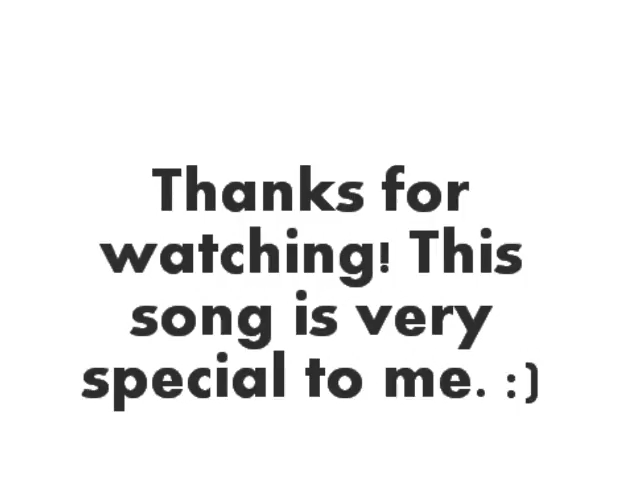 Thanks for
watching! This
song is very
special to me. :)